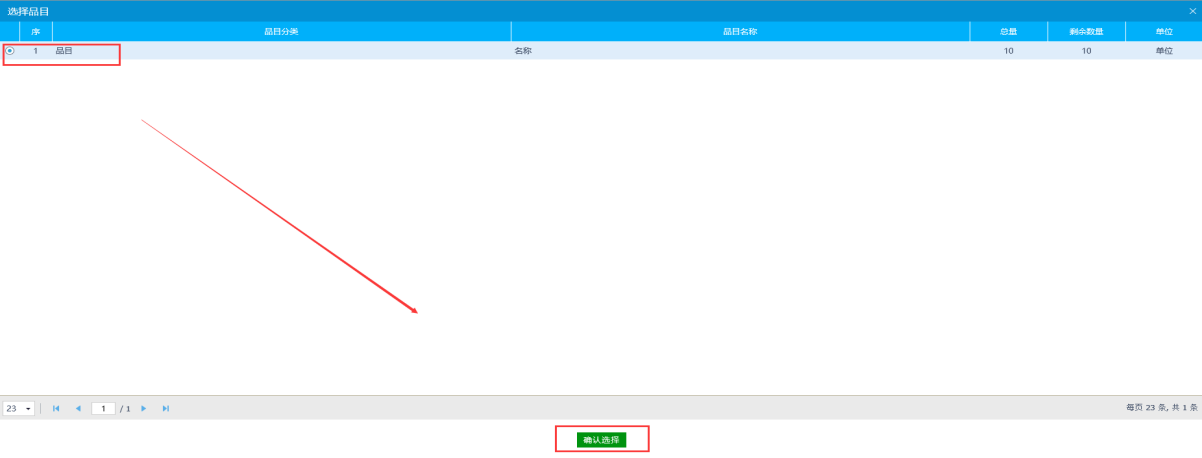 选择品目
序 品目分类 品目名称 总量 剩余数量 单位
1 品目 名称 10 10 单位
23 1 / 1 每页 23 条, 共 1 条
确认选择